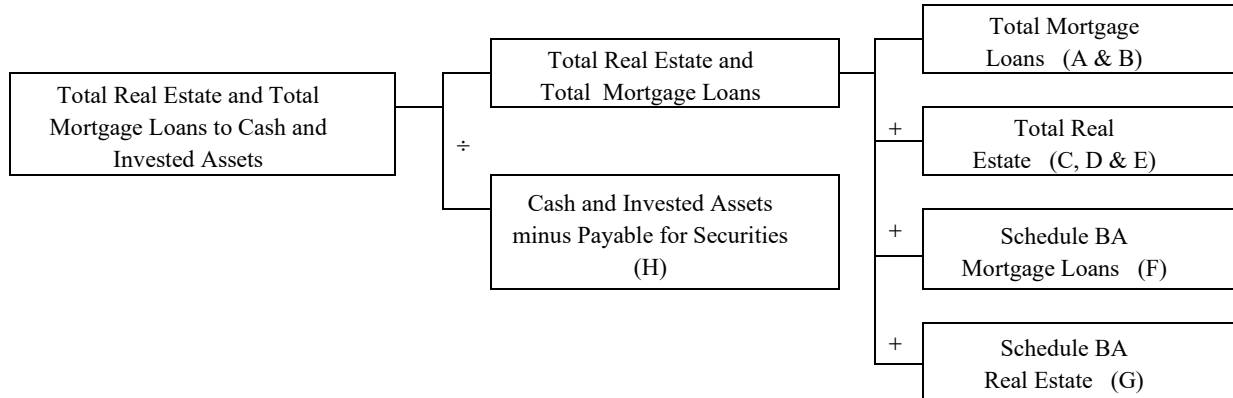 Total Real Estate and Total
Mortgage Loans to Cash and
Invested Assets
÷
Total Real Estate and
Total Mortgage Loans
Cash and Invested Assets
minus Payable for Securities
(H)
Total Mortgage
Loans (A & B)
+
Total Real
Estate (C, D & E)
+
Schedule BA
Mortgage Loans (F)
+
Schedule BA
Real Estate (G)